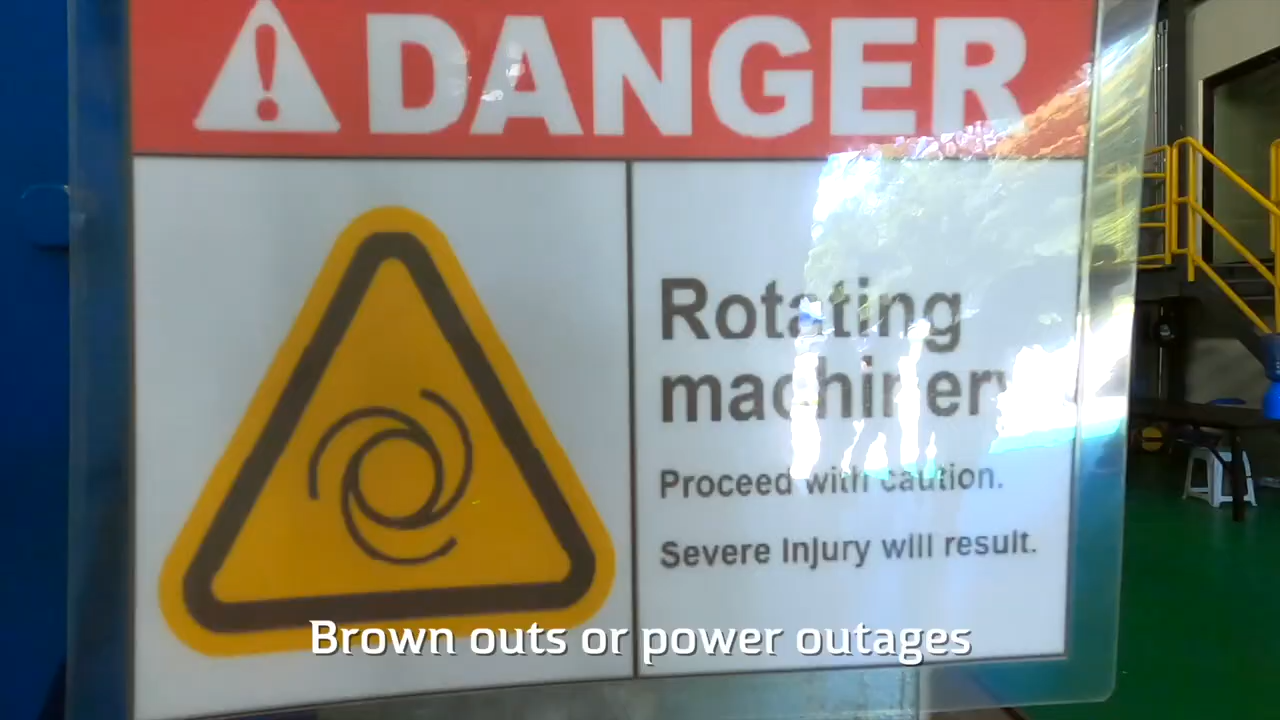 DANGER
Rotating
machinery
Proceed with caution.
Severe Injury will result.
Brown outs or power outages